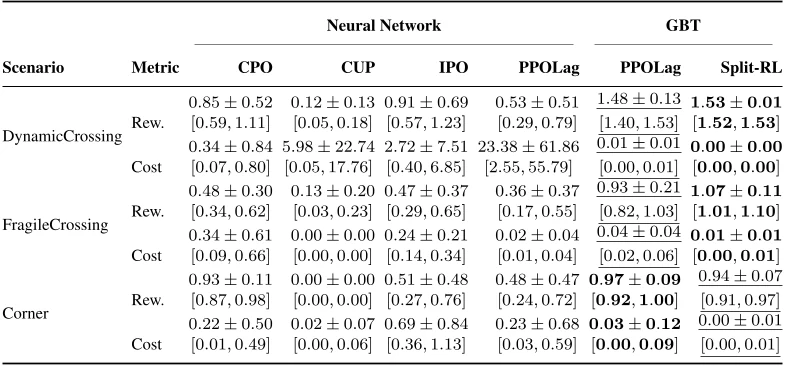 Neural Network GBT
Scenario Metric CPO CUP IPO PPOLag PPOLag Split-RL
0.85 ± 0.52 0.12 ± 0.13 0.91 ± 0.69 0.53 ± 0.51 1.48 ± 0.13 1.53 ± 0.01
Rew. [0.59, 1.11] [0.05, 0.18] [0.57, 1.23] [0.29, 0.79] [1.40, 1.53] [1.52, 1.53]
DynamicCrossing
0.34 ± 0.84 5.98 ± 22.74 2.72 ± 7.51 23.38 ± 61.86 0.01 ± 0.01 0.00 ± 0.00
Cost [0.07, 0.80] [0.05, 17.76] [0.40, 6.85] [2.55, 55.79] [0.00, 0.01] [0.00, 0.00]
0.48 ± 0.30 0.13 ± 0.20 0.47 ± 0.37 0.36 ± 0.37 0.93 ± 0.21 1.07 ± 0.11
Rew. [0.34, 0.62] [0.03, 0.23] [0.29, 0.65] [0.17, 0.55] [0.82, 1.03] [1.01, 1.10]
FragileCrossing
0.34 ± 0.61 0.00 ± 0.00 0.24 ± 0.21 0.02 ± 0.04 0.04 ± 0.04 0.01 ± 0.01
Cost [0.09, 0.66] [0.00, 0.00] [0.14, 0.34] [0.01, 0.04] [0.02, 0.06] [0.00, 0.01]
0.93 ± 0.11 0.00 ± 0.00 0.51 ± 0.48 0.48 ± 0.47 0.97 ± 0.09 0.94 ± 0.07
Rew. [0.87, 0.98] [0.00, 0.00] [0.27, 0.76] [0.24, 0.72] [0.92, 1.00] [0.91, 0.97]
Corner
0.22 ± 0.50 0.02 ± 0.07 0.69 ± 0.84 0.23 ± 0.68 0.03 ± 0.12 0.00 ± 0.01
Cost [0.01, 0.49] [0.00, 0.06] [0.36, 1.13] [0.03, 0.59] [0.00, 0.09] [0.00, 0.01]